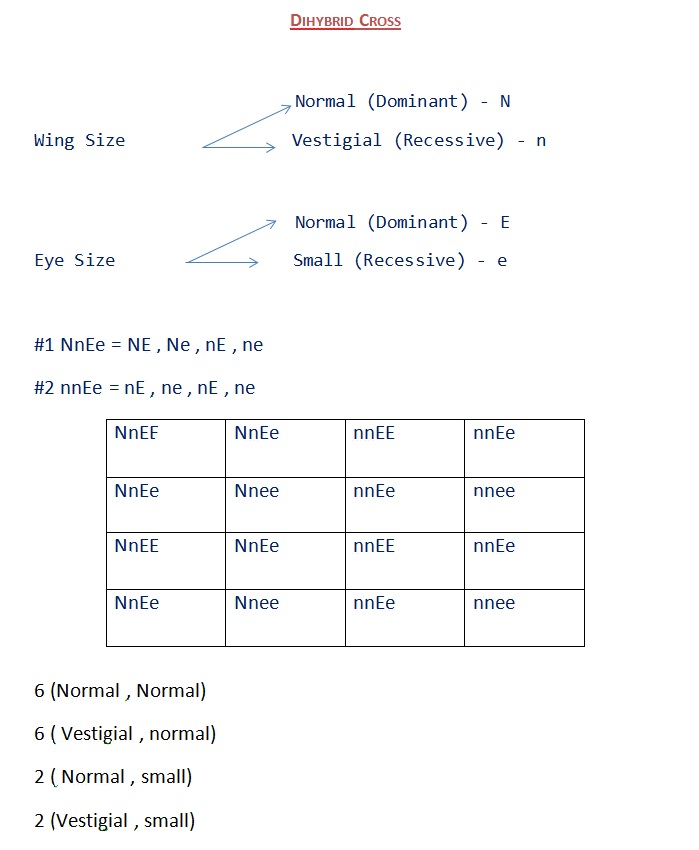 DIHYBRID CROSS
Normal (Dominant) - N
Wing Size
Vestigial (Recessive) - n
Normal (Dominant) - E
Eye Size
Small (Recessive) - e
#1 NnEe = NE , Ne , nE , ne
#2 nnEe = nE , ne , nE , ne
NnEF NnEe nnEE nnEe
NnEe Nnee nnEe nnee
NnEE NnEe nnEE nnEe
NnEe Nnee nnEe nnee
6 (Normal , Normal)
6 ( Vestigial , normal)
2 ( Normal , small)
2 (Vestigial , small)